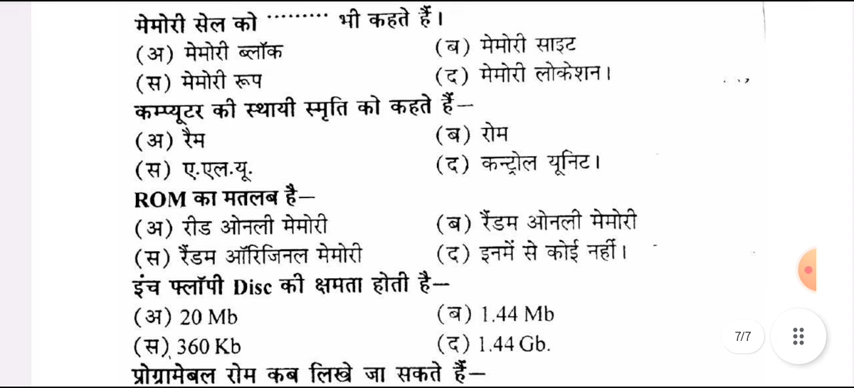 मेमोरी सेल को ········· भी कहते हैं।
(अ) मेमोरी ब्लॉक (ब) मेमोरी साइट
(स) मेमोरी रूप (द) मेमोरी लोकेशन।
कम्प्यूटर की स्थायी स्मृति को कहते हैं—
(अ) रैम (ब) रोम
(स) ए.एल.यू. (द) कन्ट्रोल यूनिट।
ROM का मतलब है—
(अ) रीड ओनली मेमोरी (ब) रैंडम ओनली मेमोरी
(स) रैंडम ऑरिजिनल मेमोरी (द) इनमें से कोई नहीं।
इंच फ्लॉपी Disc की क्षमता होती है—
(अ) 20 Mb (ब) 1.44 Mb
(स) 360 Kb (द) 1.44 Gb.
7/7
प्रोग्रामेबल रोम कब लिखे जा सकते हैं—